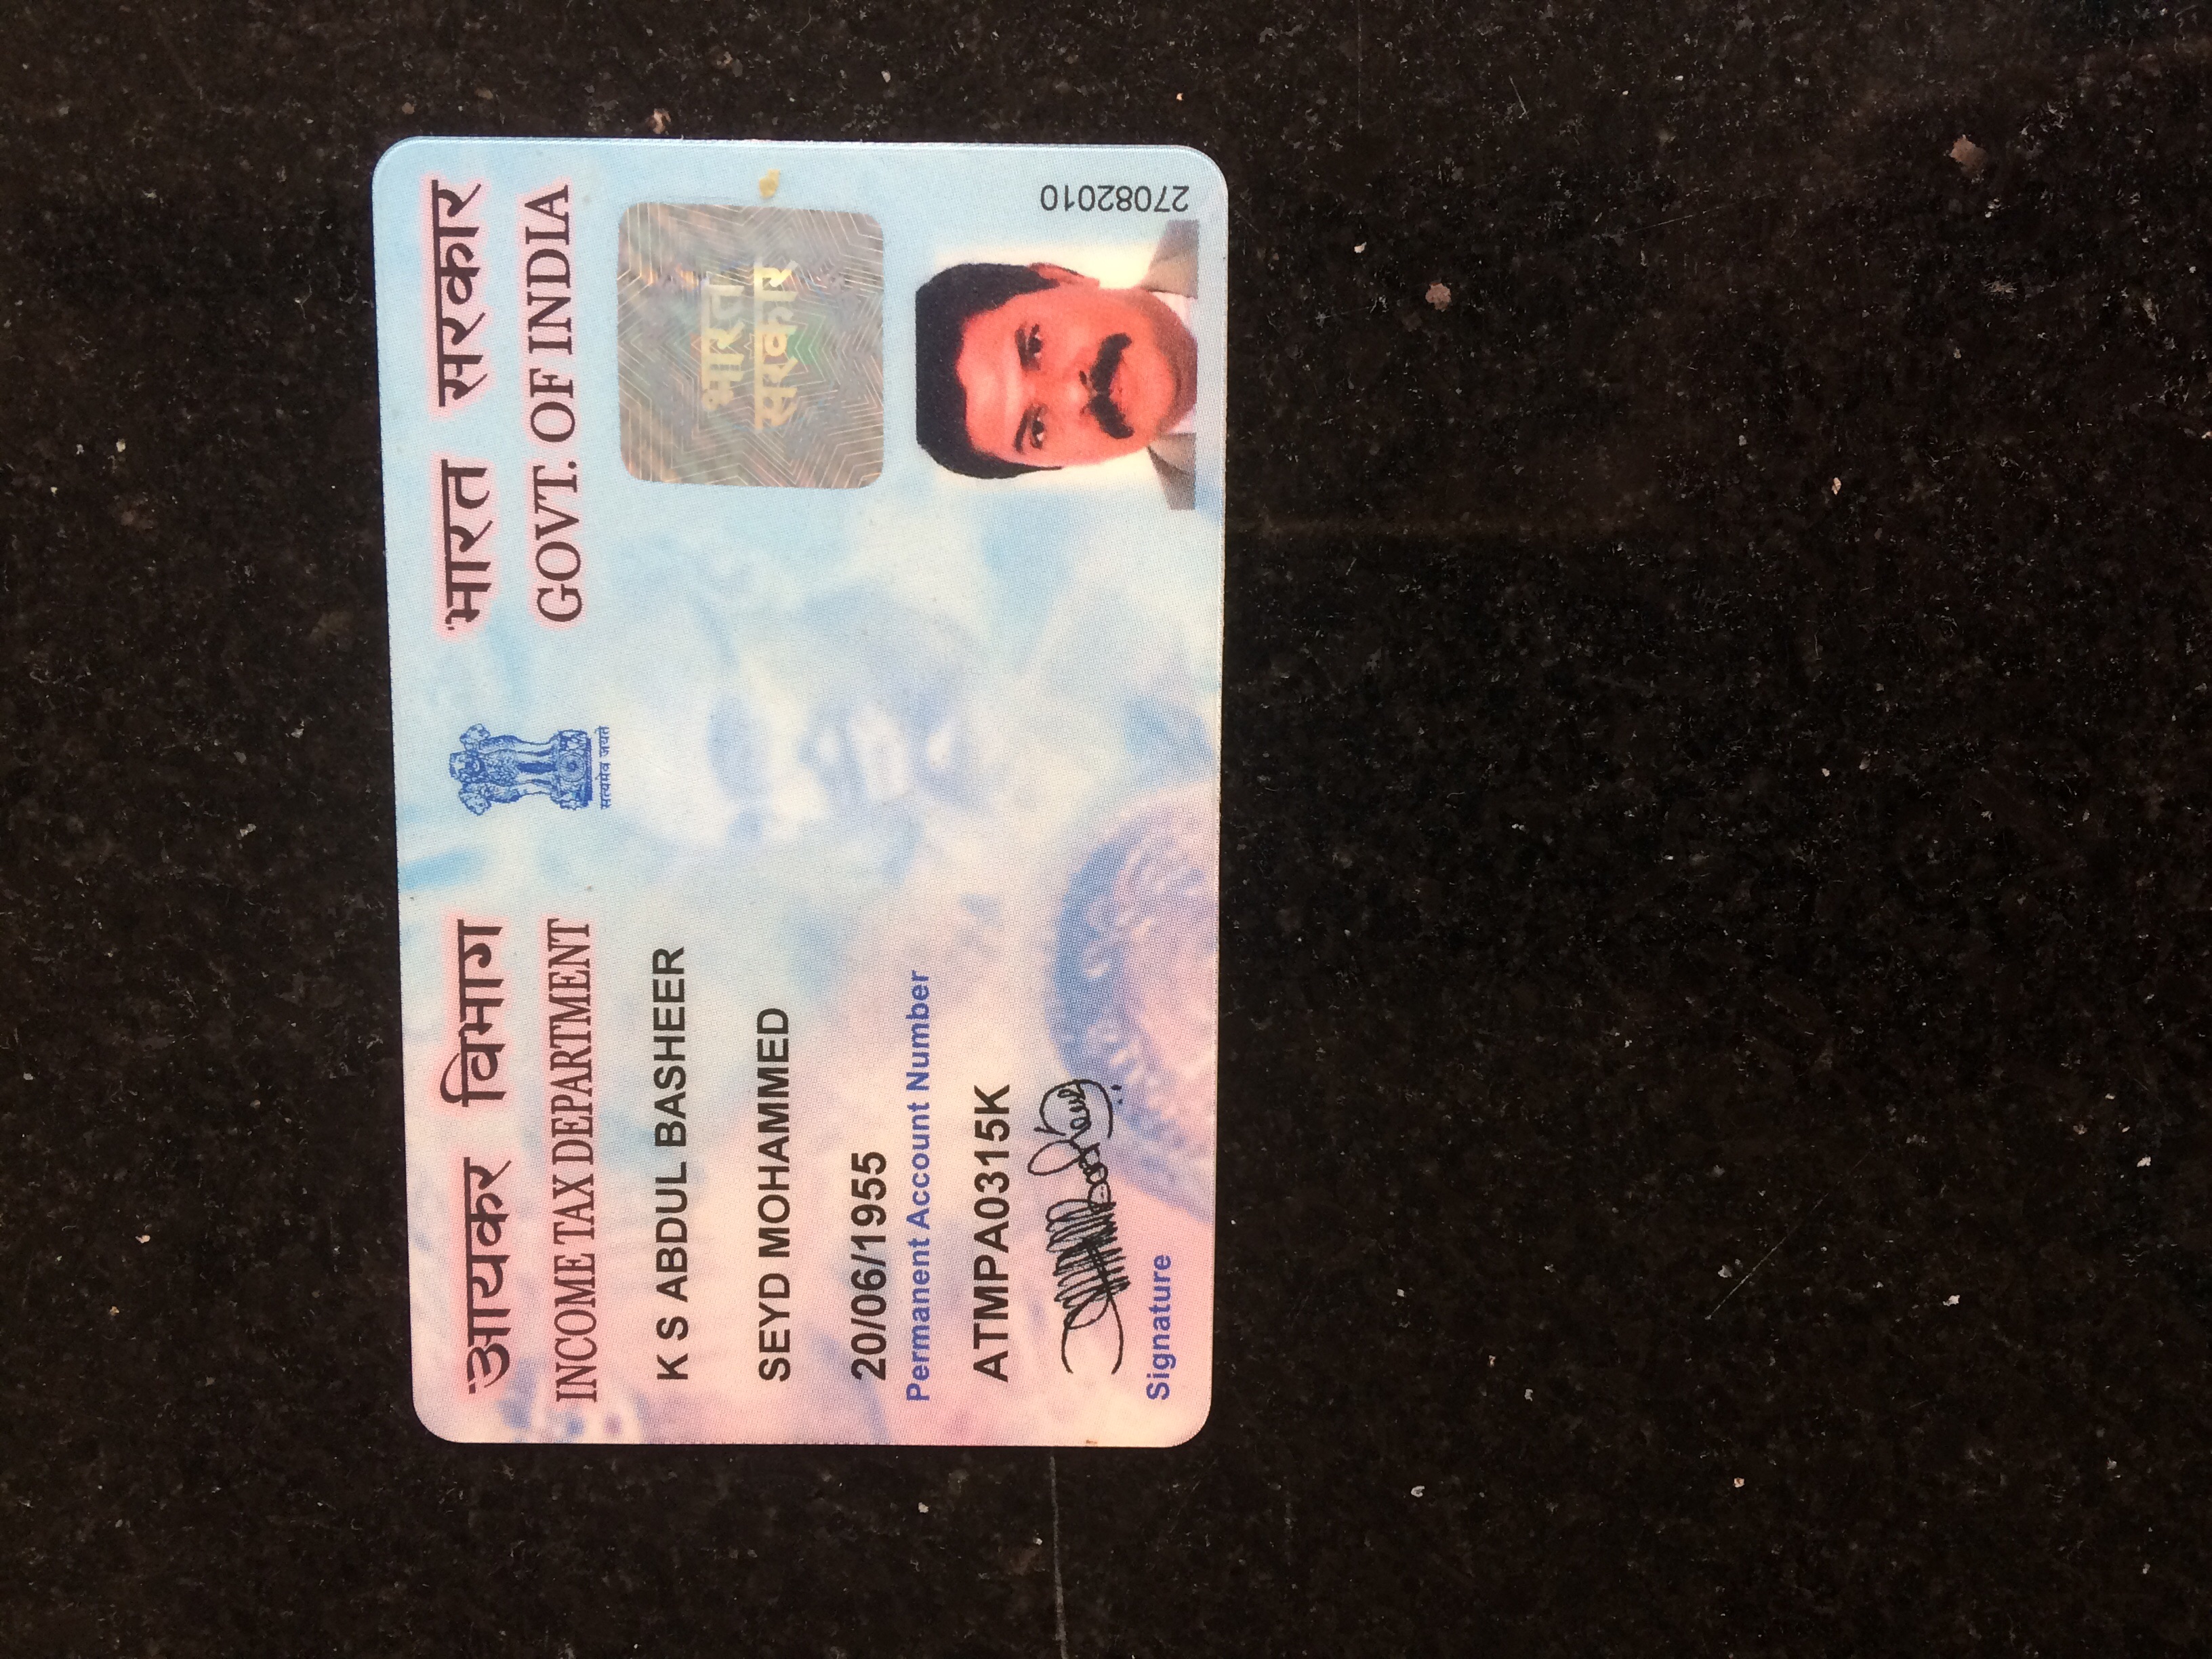 आयकर विभाग
INCOME TAX DEPARTMENT
सत्यमेव जयते
भारत सरकार
GOVT. OF INDIA
K S ABDUL BASHEER
SEYD MOHAMMED
20/06/1955
Permanent Account Number
ATMPA0315K
Signature
भारत
सरकार
27082010